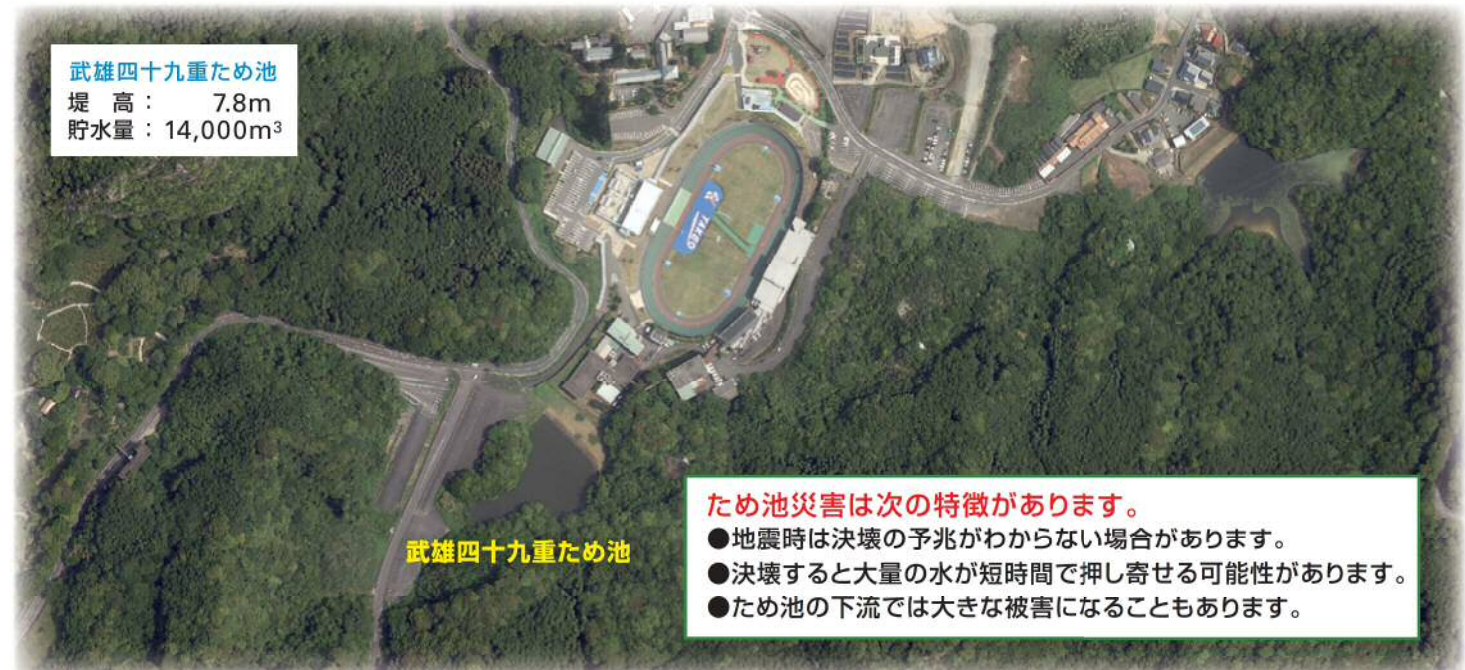 武雄四十九重ため池
堤 高： 7.8m
貯水量：14,000m³
TAKEO
武雄四十九重ため池
ため池災害は次の特徴があります。
●地震時は決壊の予兆がわからない場合があります。
●決壊すると大量の水が短時間で押し寄せる可能性があります。
●ため池の下流では大きな被害になることもあります。